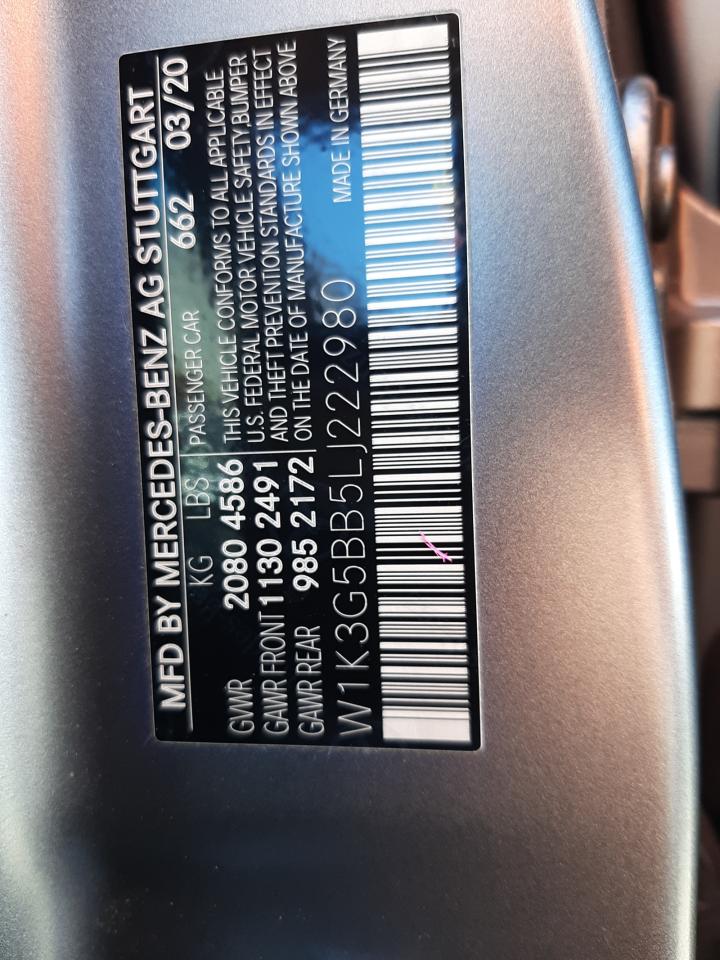 MFD BY MERCEDES-BENZ AG STUTTGART
KG LBS PASSENGER CAR 662 03/20
GVWR 2080 4586 THIS VEHICLE CONFORMS TO ALL APPLICABLE
GAWR FRONT 1130 2491 U.S. FEDERAL MOTOR VEHICLE SAFETY BUMPER
GAWR REAR 985 2172 AND THEFT PREVENTION STANDARDS IN EFFECT
ON THE DATE OF MANUFACTURE SHOWN ABOVE
W1K3G5BB5LJ222980 MADE IN GERMANY